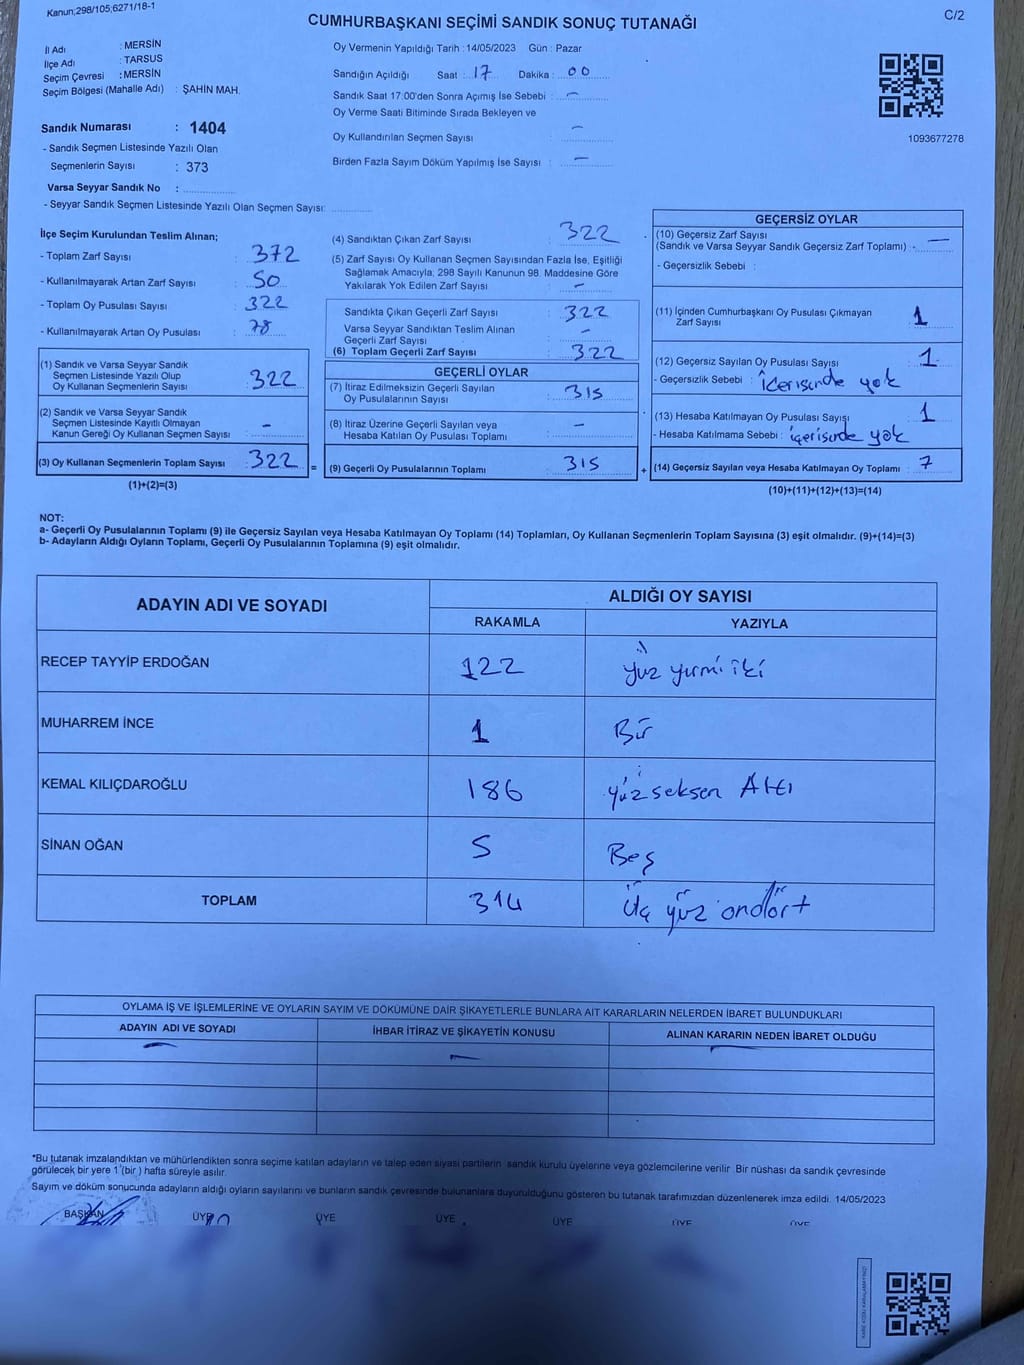 Kanun;298/105;6271/18-1
C/2
CUMHURBAŞKANI SEÇİMİ SANDIK SONUÇ TUTANAĞI
İl Adı : MERSİN
İlçe Adı : TARSUS
Seçim Çevresi : MERSİN
Seçim Bölgesi (Mahalle Adı) : ŞAHİN MAH.
Sandık Numarası : 1404
- Sandık Seçmen Listesinde Yazılı Olan
Seçmenlerin Sayısı : 373
Varsa Seyyar Sandık No :
- Seyyar Sandık Seçmen Listesinde Yazılı Olan Seçmen Sayısı:
Oy Vermenin Yapıldığı Tarih : 14/05/2023 Gün : Pazar
Sandığın Açıldığı Saat : 17 Dakika : 00
Sandık Saat 17:00'den Sonra Açımış İse Sebebi : —
Oy Verme Saati Bitiminde Sırada Bekleyen ve
Oy Kullandırılan Seçmen Sayısı —
Birden Fazla Sayım Döküm Yapılmış İse Sayısı : —
1093677278
İlçe Seçim Kurulundan Teslim Alınan;
- Toplam Zarf Sayısı : 372
- Kullanılmayarak Artan Zarf Sayısı : 50
- Toplam Oy Pusulası Sayısı : 322
- Kullanılmayarak Artan Oy Pusulası : 78
(1) Sandık ve Varsa Seyyar Sandık
Seçmen Listesinde Yazılı Olup
Oy Kullanan Seçmenlerin Sayısı : 322
(2) Sandık ve Varsa Seyyar Sandık
Seçmen Listesinde Kayıtlı Olmayan
Kanun Gereği Oy Kullanan Seçmen Sayısı : -
(3) Oy Kullanan Seçmenlerin Toplam Sayısı : 322
(1)+(2)=(3)
(4) Sandıktan Çıkan Zarf Sayısı : 322
(5) Zarf Sayısı Oy Kullanan Seçmen Sayısından Fazla İse, Eşitliği
Sağlamak Amacıyla, 298 Sayılı Kanunun 98. Maddesine Göre
Yakılarak Yok Edilen Zarf Sayısı : —
Sandıkta Çıkan Geçerli Zarf Sayısı : 322
Varsa Seyyar Sandıktan Teslim Alınan
Geçerli Zarf Sayısı : —
(6) Toplam Geçerli Zarf Sayısı : 322
GEÇERLİ OYLAR
(7) İtiraz Edilmeksizin Geçerli Sayılan
Oy Pusulalarının Sayısı : 315
(8) İtiraz Üzerine Geçerli Sayılan veya
Hesaba Katılan Oy Pusulası Toplamı : —
= (9) Geçerli Oy Pusulalarının Toplamı : 315 +
GEÇERSİZ OYLAR
(10) Geçersiz Zarf Sayısı
(Sandık ve Varsa Seyyar Sandık Geçersiz Zarf Toplamı) : —
- Geçersizlik Sebebi :
(11) İçinden Cumhurbaşkanı Oy Pusulası Çıkmayan
Zarf Sayısı : 1
(12) Geçersiz Sayılan Oy Pusulası Sayısı : 1
- Geçersizlik Sebebi : İçerisinde yok
(13) Hesaba Katılmayan Oy Pusulası Sayısı : 1
- Hesaba Katılmama Sebebi : içerisinde yok
(14) Geçersiz Sayılan veya Hesaba Katılmayan Oy Toplamı : 7
(10)+(11)+(12)+(13)=(14)
NOT:
a- Geçerli Oy Pusulalarının Toplamı (9) ile Geçersiz Sayılan veya Hesaba Katılmayan Oy Toplamı (14) Toplamları, Oy Kullanan Seçmenlerin Toplam Sayısına (3) eşit olmalıdır. (9)+(14)=(3)
b- Adayların Aldığı Oyların Toplamı, Geçerli Oy Pusulalarının Toplamına (9) eşit olmalıdır.
ADAYIN ADI VE SOYADI
ALDIĞI OY SAYISI
RAKAMLA YAZIYLA
RECEP TAYYİP ERDOĞAN 122 Yüz yirmi iki
MUHARREM İNCE 1 Bir
KEMAL KILIÇDAROĞLU 186 yüz seksen Altı
SİNAN OĞAN 5 Beş
TOPLAM 314 Üç yüz ondört
OYLAMA İŞ VE İŞLEMLERİNE VE OYLARIN SAYIM VE DÖKÜMÜNE DAİR ŞİKAYETLERLE BUNLARA AİT KARARLARIN NELERDEN İBARET BULUNDUKLARI
ADAYIN ADI VE SOYADI İHBAR İTİRAZ VE ŞİKAYETİN KONUSU ALINAN KARARIN NEDEN İBARET OLDUĞU
— — —
*Bu tutanak imzalandıktan ve mühürlendikten sonra seçime katılan adayların ve talep eden siyasi partilerin sandık kurulu üyelerine veya gözlemcilerine verilir. Bir nüshası da sandık çevresinde
görülecek bir yere 1 (bir ) hafta süreyle asılır.
Sayım ve döküm sonucunda adayların aldığı oyların sayılarını ve bunların sandık çevresinde bulunanlara duyurulduğunu gösteren bu tutanak tarafımızdan düzenlenerek imza edildi. 14/05/2023
BAŞKAN ÜYE ÜYE ÜYE ÜYE ÜYE ÜYE